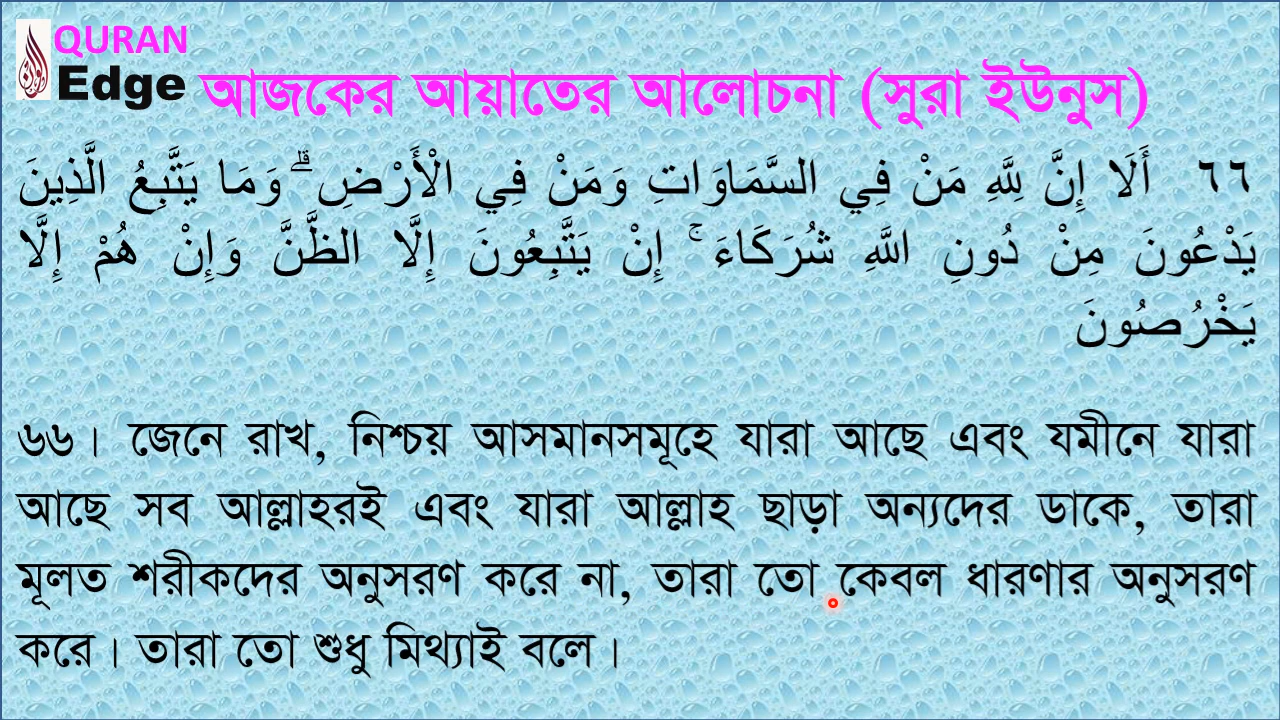 QURAN
Edge
আজকের আয়াতের আলোচনা (সুরা ইউনুস)
٦٦ أَلَا إِنَّ لِلَّهِ مَنْ فِي السَّمَاوَاتِ وَمَنْ فِي الْأَرْضِ ۗ وَمَا يَتَّبِعُ الَّذِينَ
يَدْعُونَ مِنْ دُونِ اللَّهِ شُرَكَاءَ ۚ إِنْ يَتَّبِعُونَ إِلَّا الظَّنَّ وَإِنْ هُمْ إِلَّا
يَخْرُصُونَ
৬৬। জেনে রাখ, নিশ্চয় আসমানসমূহে যারা আছে এবং যমীনে যারা
আছে সব আল্লাহরই এবং যারা আল্লাহ ছাড়া অন্যদের ডাকে, তারা
মূলত শরীকদের অনুসরণ করে না, তারা তো কেবল ধারণার অনুসরণ
করে। তারা তো শুধু মিথ্যাই বলে।